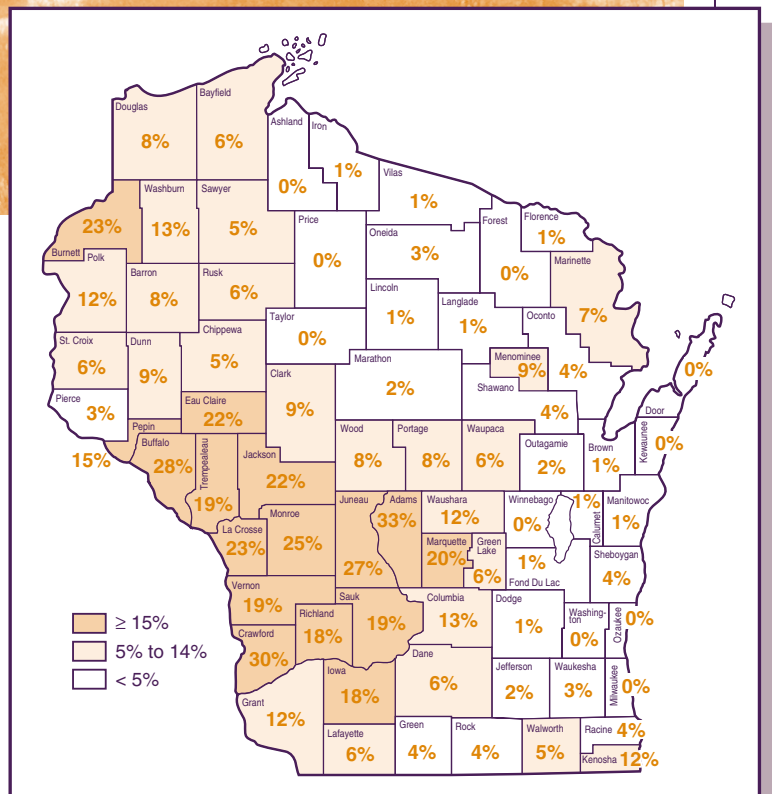 Douglas
8%
Bayfield
6%
Ashland
0%
Iron
1%
Vilas
1%
Burnett
23%
Washburn
13%
Sawyer
5%
Price
0%
Oneida
3%
Forest
0%
Florence
1%
Marinette
7%
Polk
12%
Barron
8%
Rusk
6%
Taylor
0%
Lincoln
1%
Langlade
1%
Oconto
4%
St. Croix
6%
Dunn
9%
Chippewa
5%
Clark
9%
Marathon
2%
Menominee
9%
Shawano
4%
Door
0%
Pierce
3%
Pepin
15%
Eau Claire
22%
Buffalo
28%
Trempealeau
19%
Jackson
22%
Wood
8%
Portage
8%
Waupaca
6%
Outagamie
2%
Brown
1%
Kewaunee
0%
La Crosse
23%
Monroe
25%
Juneau
27%
Adams
33%
Waushara
12%
Winnebago
0%
Calumet
1%
Manitowoc
1%
Marquette
20%
Green
Lake
6%
1%
Fond Du Lac
Sheboygan
4%
Vernon
19%
Richland
18%
Sauk
19%
Columbia
13%
Dodge
1%
Washing-
ton
0%
Ozaukee
0%
Crawford
30%
Iowa
18%
Dane
6%
Jefferson
2%
Waukesha
3%
Milwaukee
0%
Grant
12%
Lafayette
6%
Green
4%
Rock
4%
Walworth
5%
Racine 4%
Kenosha 12%
≥ 15%
5% to 14%
< 5%